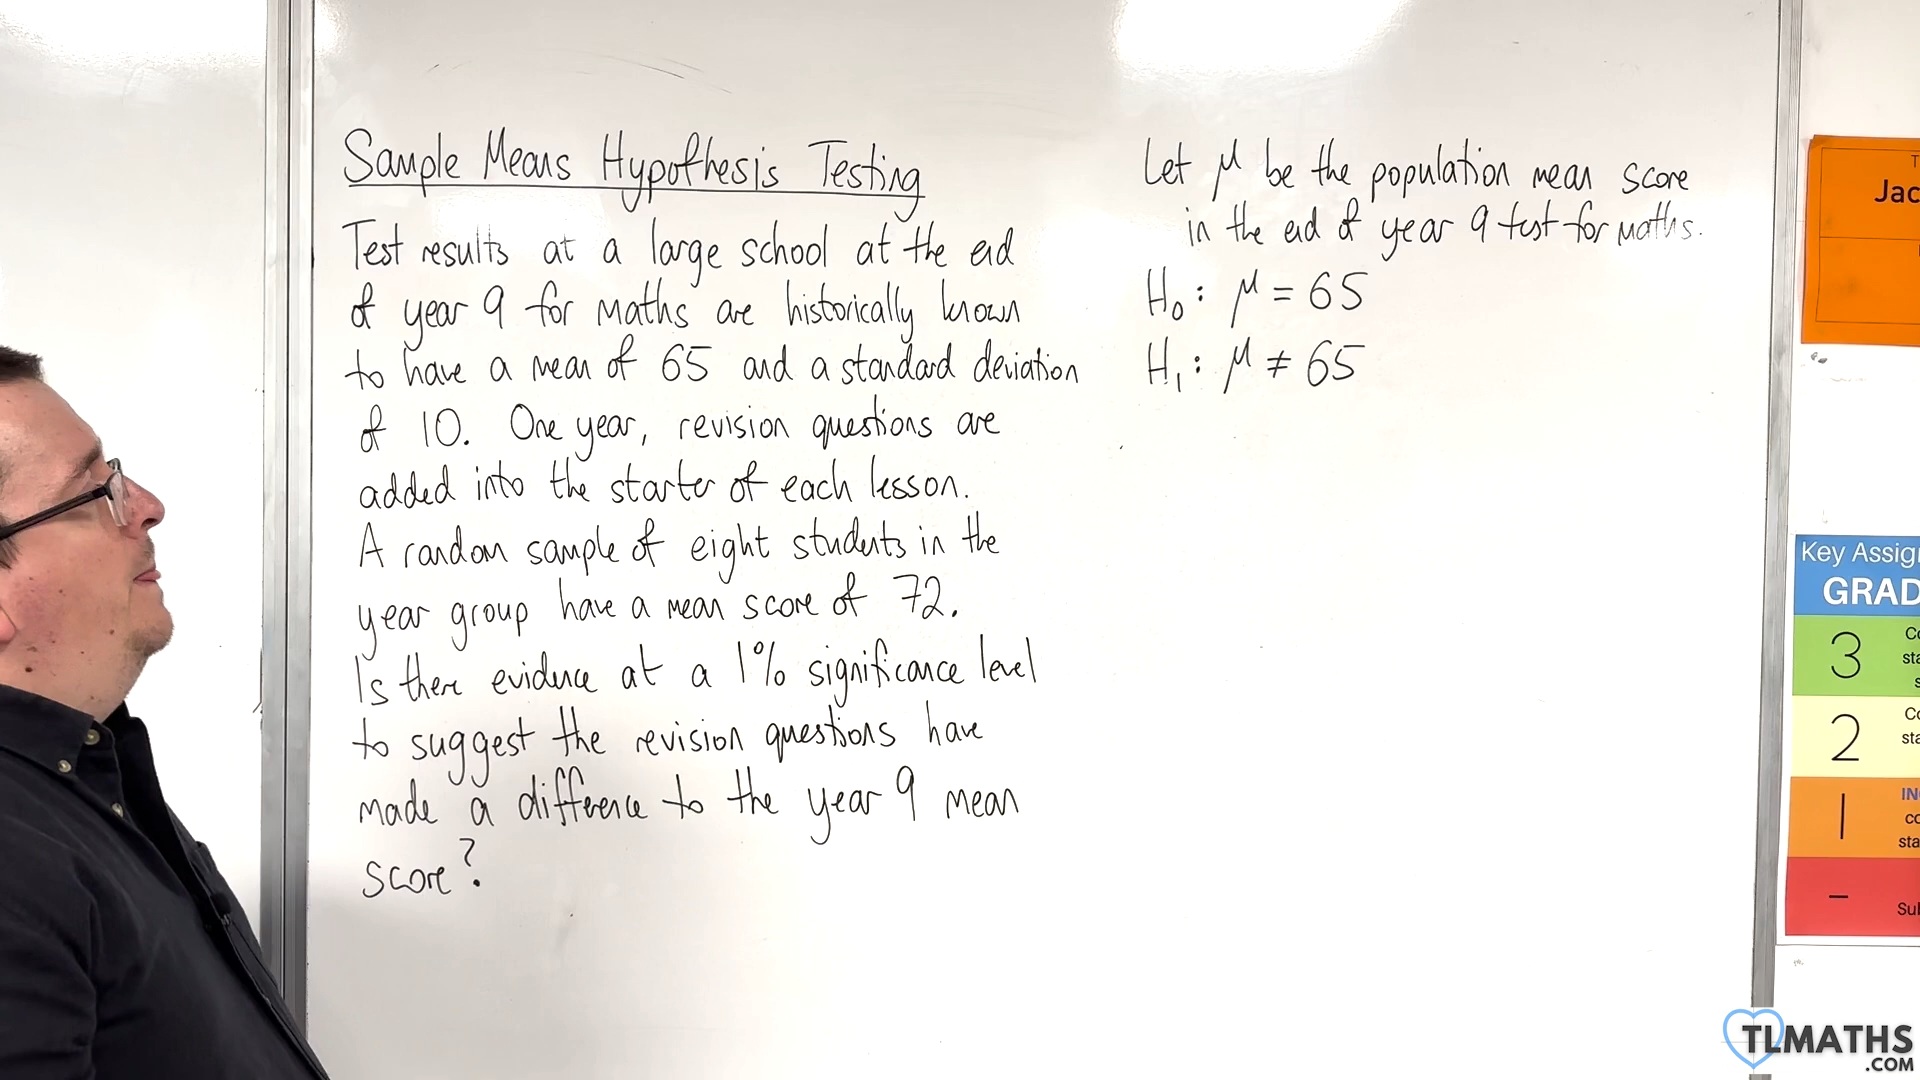 Sample Means Hypothesis Testing
Test results at a large school at the end
of year 9 for maths are historically known
to have a mean of 65 and a standard deviation
of 10. One year, revision questions are
added into the starter of each lesson.
A random sample of eight students in the
year group have a mean score of 72.
Is there evidence at a 1% significance level
to suggest the revision questions have
made a difference to the year 9 mean
score?
Let μ be the population mean score
in the end of year 9 test for maths.
H₀: μ = 65
H₁: μ ≠ 65
Jac
Key Assig
GRAD
3
2
1
IN
-
TLMATHS
.COM